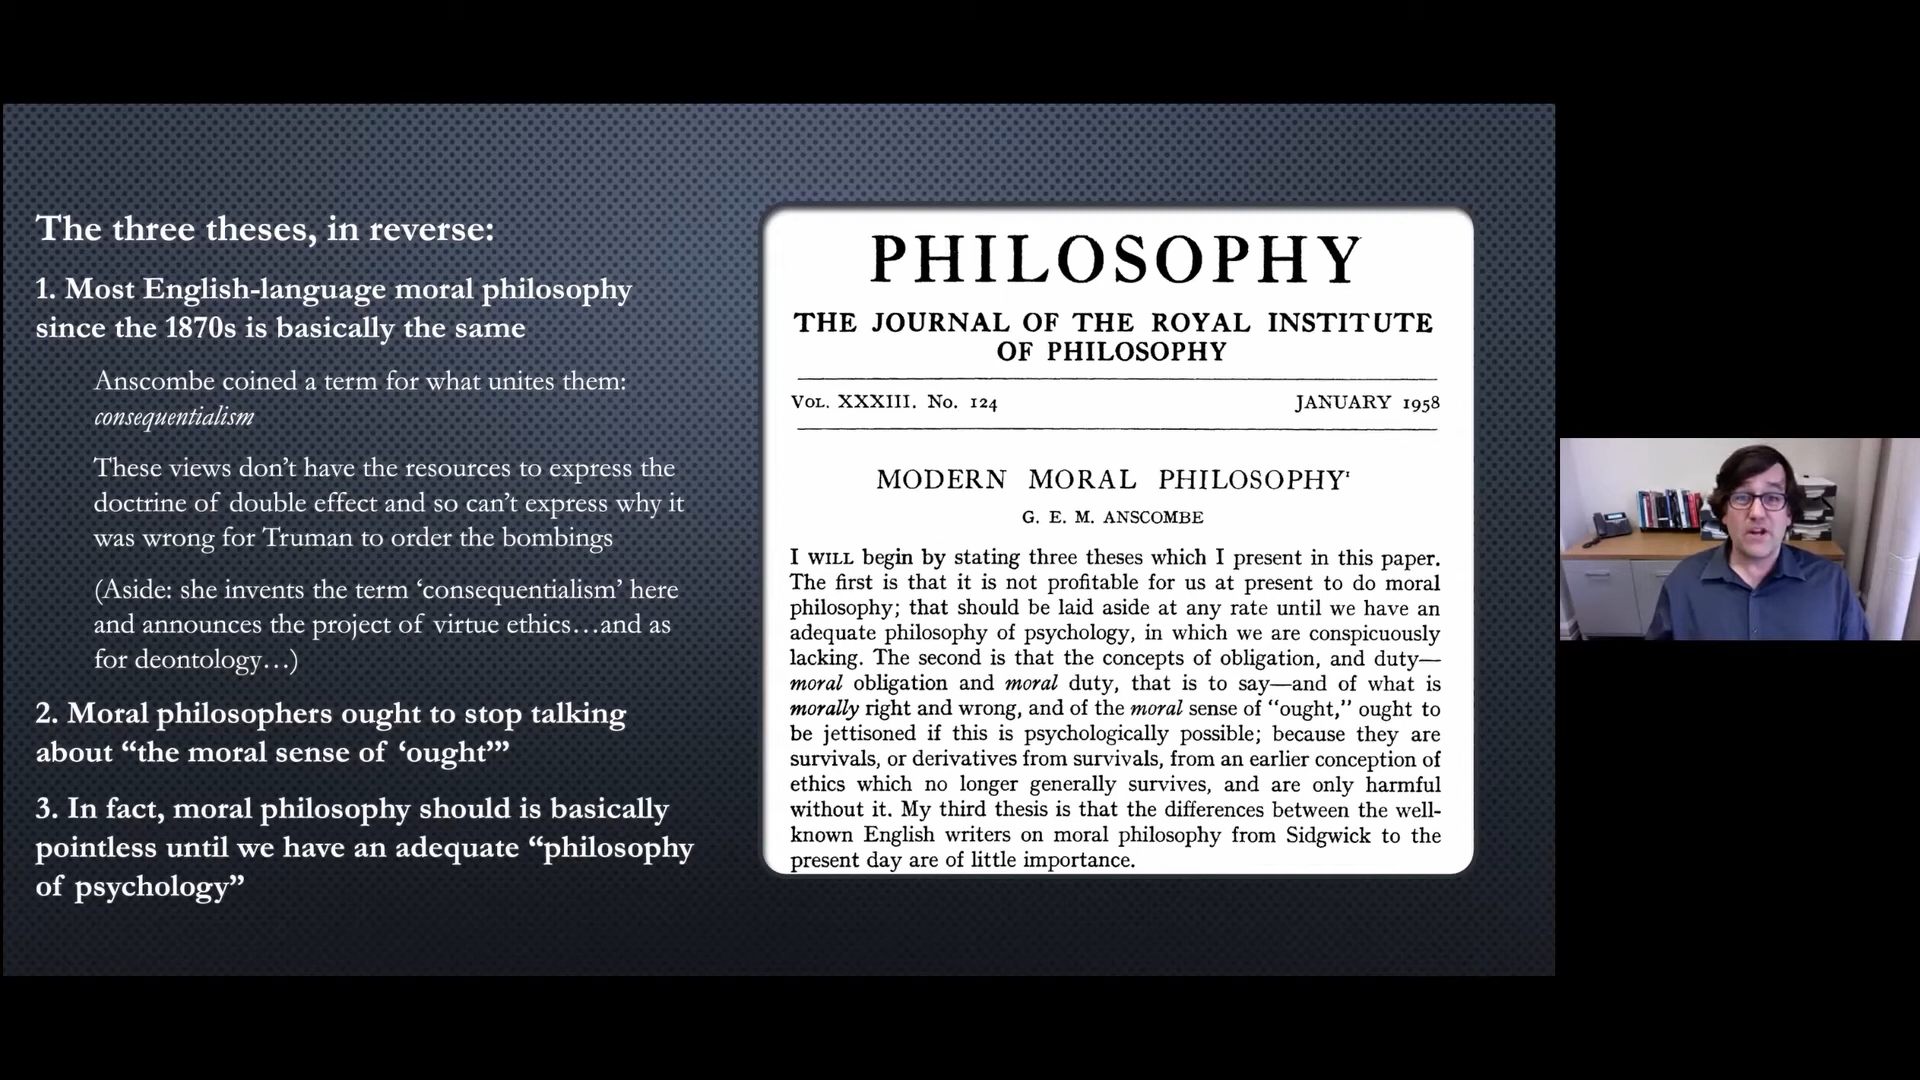 The three theses, in reverse:
1. Most English-language moral philosophy
since the 1870s is basically the same
Anscombe coined a term for what unites them:
consequentialism
These views don’t have the resources to express the
doctrine of double effect and so can’t express why it
was wrong for Truman to order the bombings
(Aside: she invents the term ‘consequentialism’ here
and announces the project of virtue ethics…and as
for deontology…)
2. Moral philosophers ought to stop talking
about “the moral sense of ‘ought’”
3. In fact, moral philosophy should is basically
pointless until we have an adequate “philosophy
of psychology”
PHILOSOPHY
THE JOURNAL OF THE ROYAL INSTITUTE
OF PHILOSOPHY
VOL. XXXIII. No. 124 JANUARY 1958
MODERN MORAL PHILOSOPHY¹
G. E. M. ANSCOMBE
I WILL begin by stating three theses which I present in this paper.
The first is that it is not profitable for us at present to do moral
philosophy; that should be laid aside at any rate until we have an
adequate philosophy of psychology, in which we are conspicuously
lacking. The second is that the concepts of obligation, and duty—
moral obligation and moral duty, that is to say—and of what is
morally right and wrong, and of the moral sense of “ought,” ought to
be jettisoned if this is psychologically possible; because they are
survivals, or derivatives from survivals, from an earlier conception of
ethics which no longer generally survives, and are only harmful
without it. My third thesis is that the differences between the well-
known English writers on moral philosophy from Sidgwick to the
present day are of little importance.